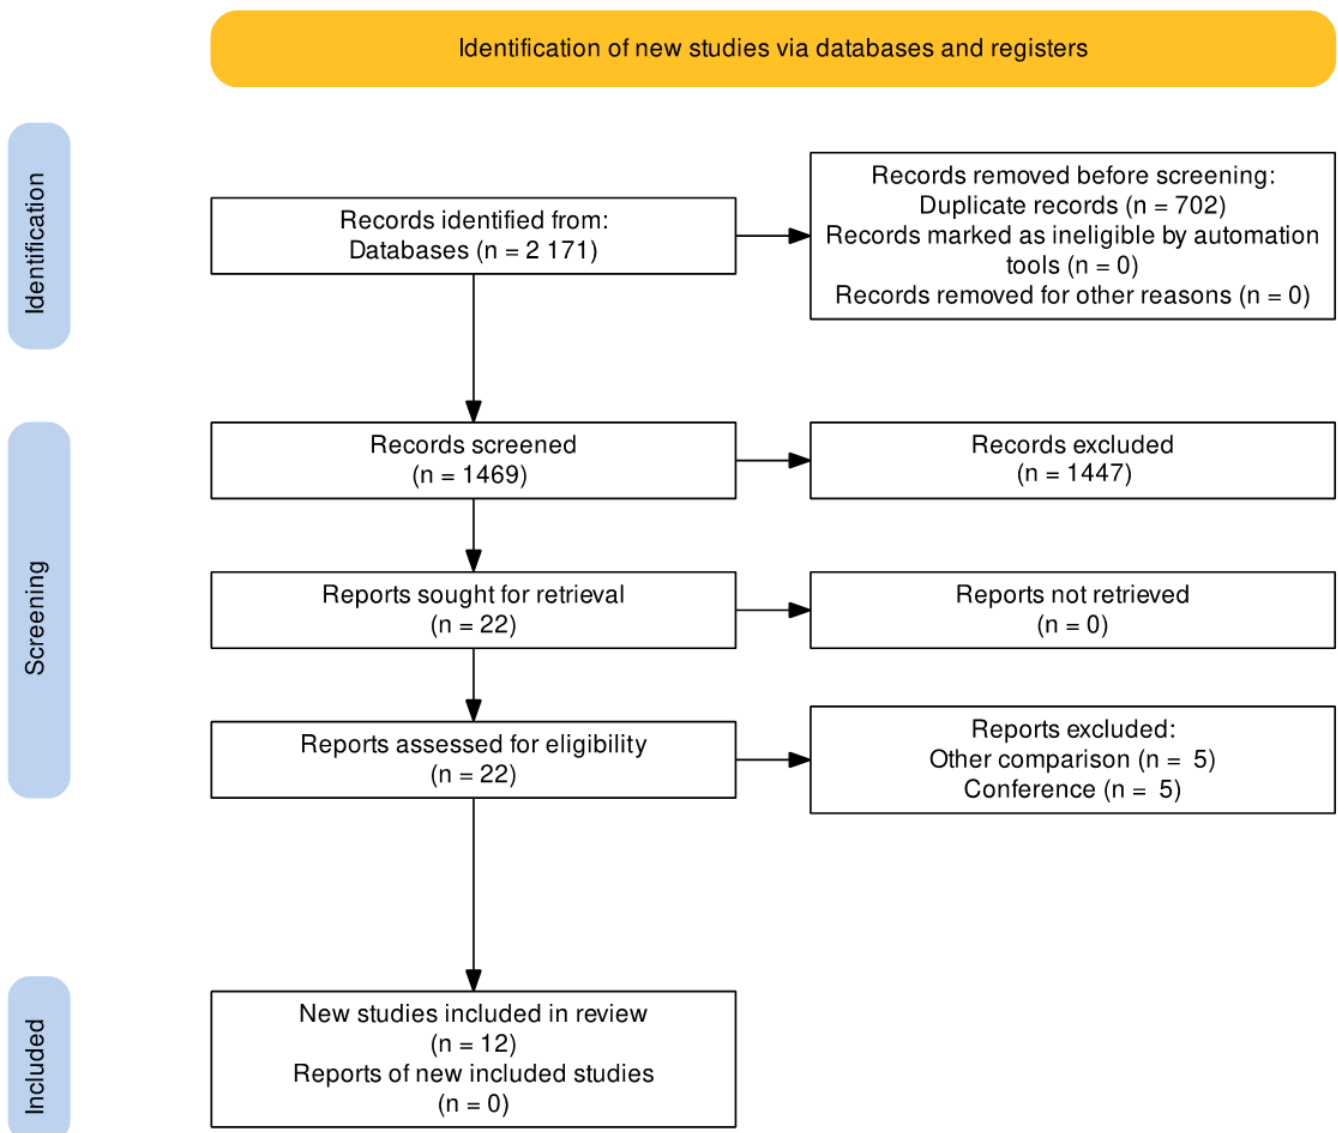 Identification of new studies via databases and registers
Identification
Records identified from:
Databases (n = 2 171)
Records removed before screening:
Duplicate records (n = 702)
Records marked as ineligible by automation
tools (n = 0)
Records removed for other reasons (n = 0)
Screening
Records screened
(n = 1469)
Records excluded
(n = 1447)
Reports sought for retrieval
(n = 22)
Reports not retrieved
(n = 0)
Reports assessed for eligibility
(n = 22)
Reports excluded:
Other comparison (n =  5)
Conference (n =  5)
Included
New studies included in review
(n = 12)
Reports of new included studies
(n = 0)